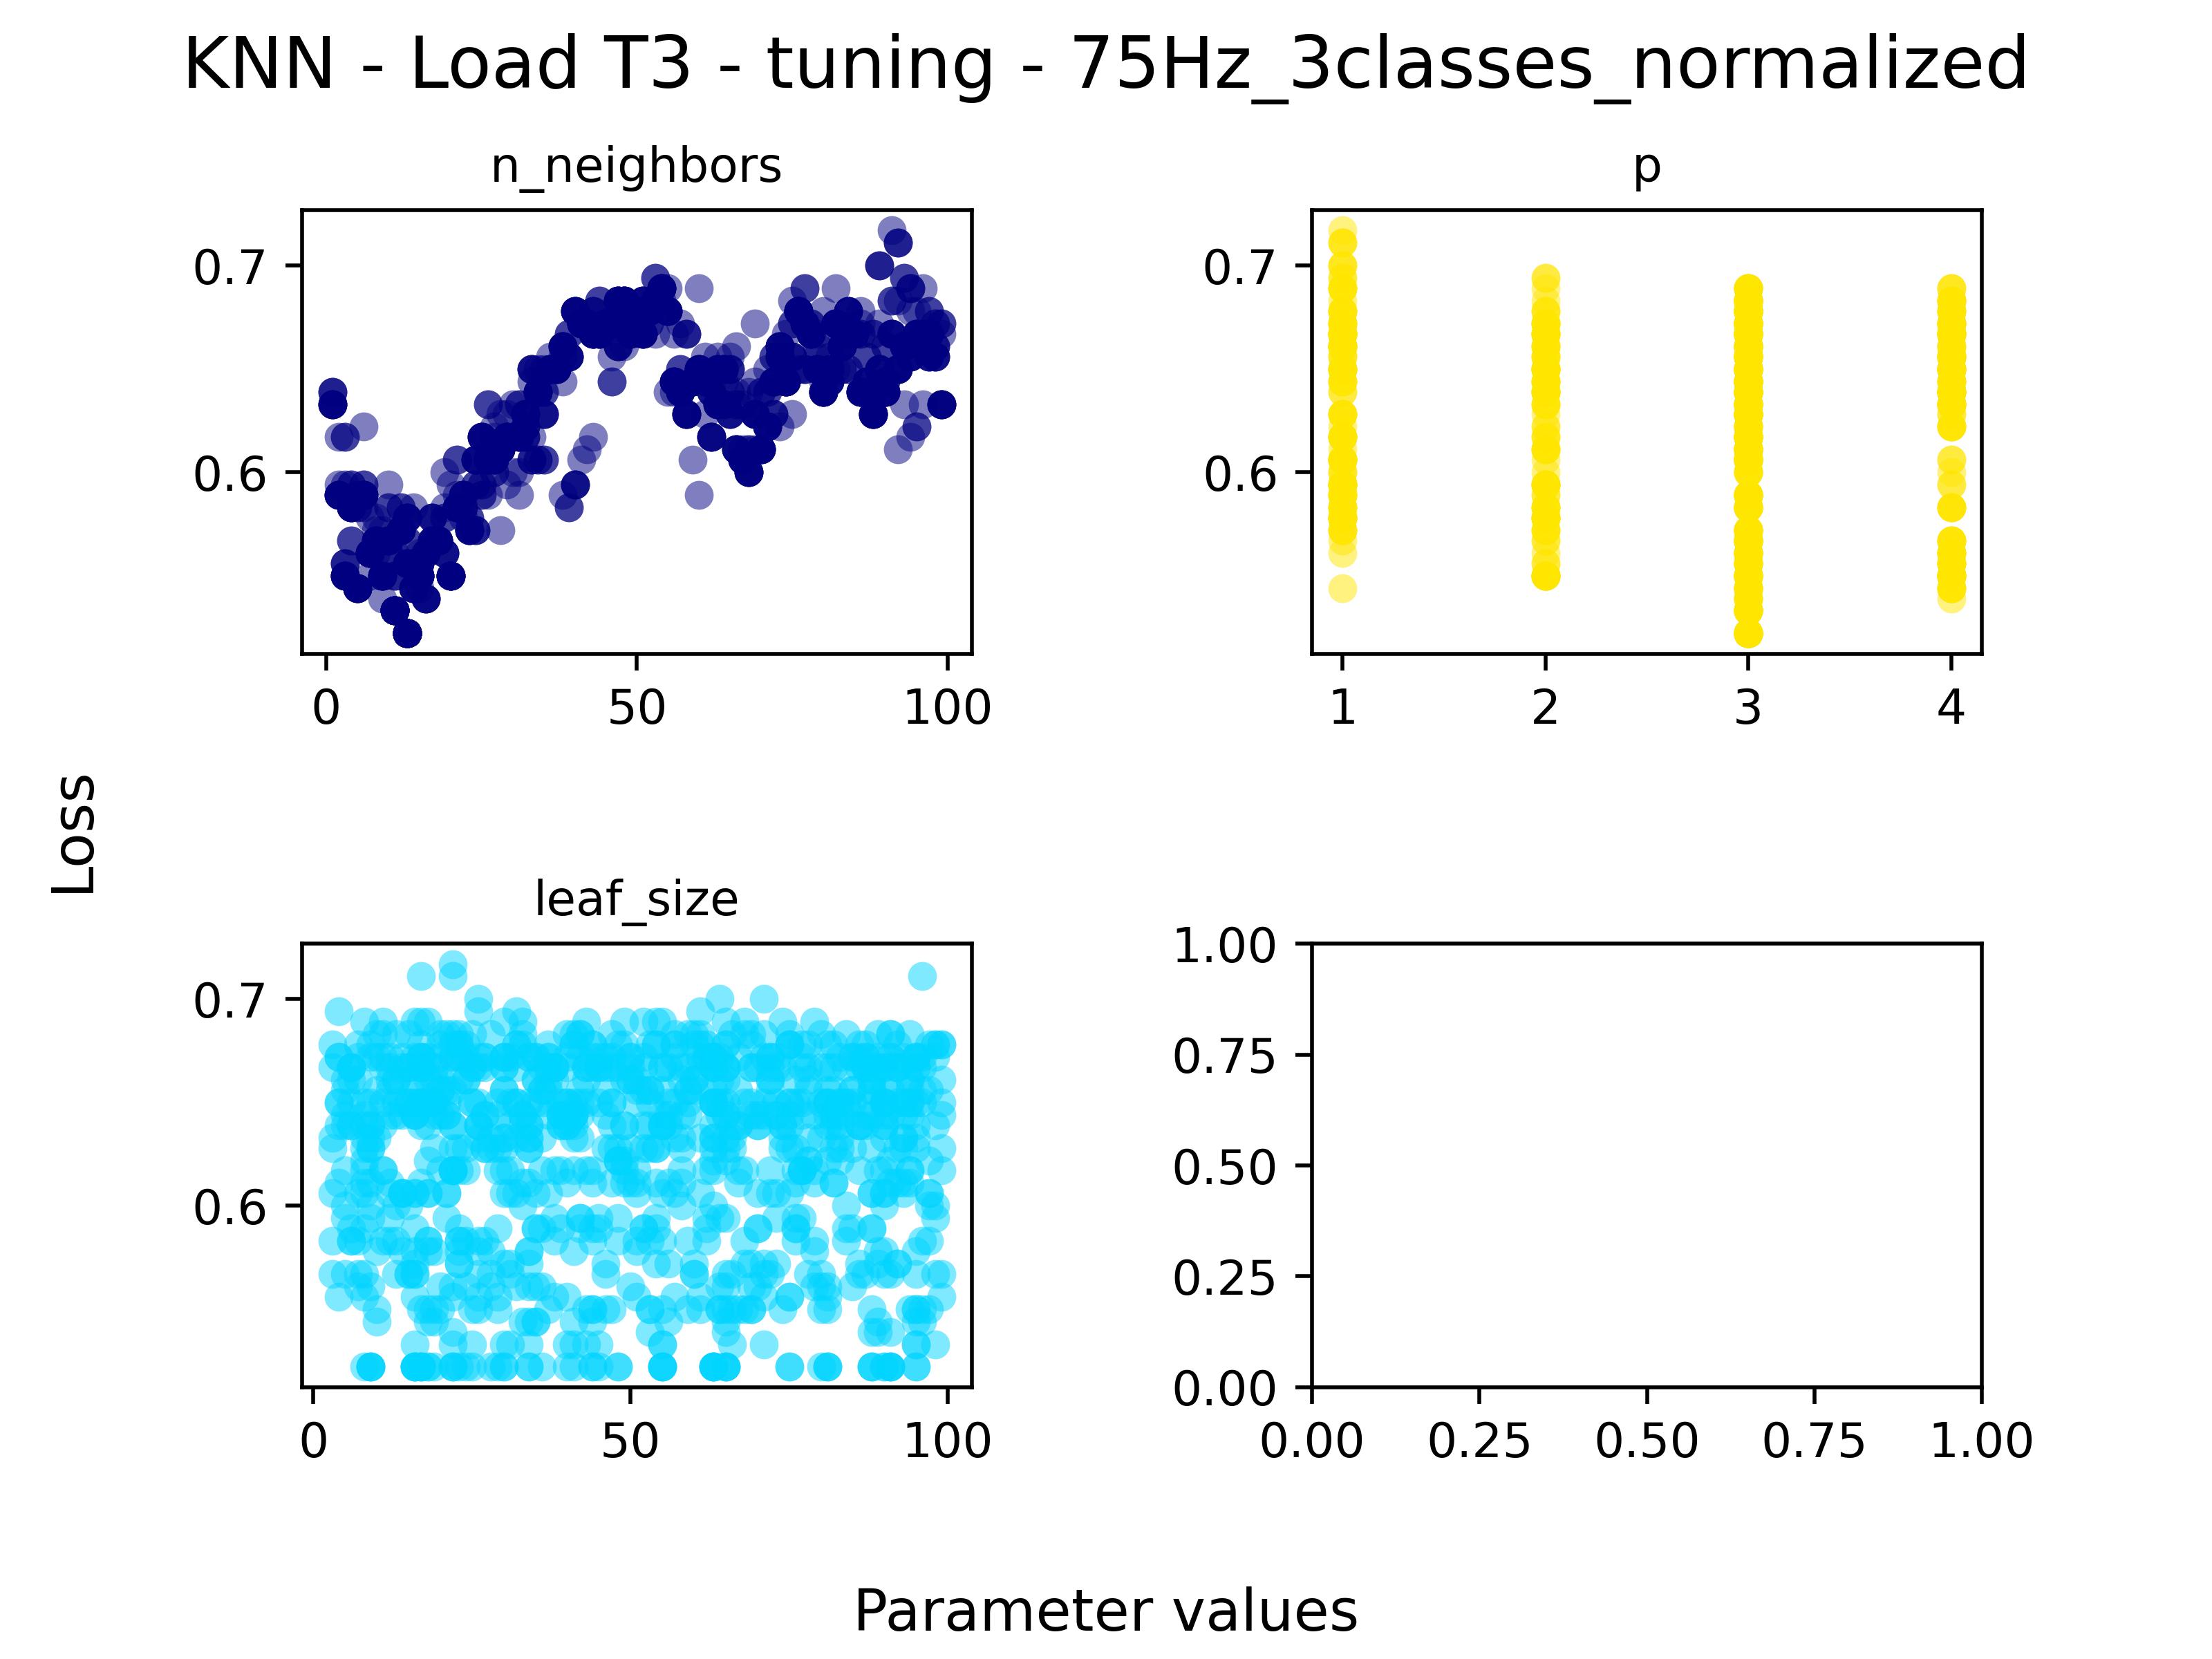 KNN - Load T3 - tuning - 75Hz_3classes_normalized
n_neighbors
0.7
0.6
0 50 100
p
0.7
0.6
1 2 3 4
Loss
leaf_size
0.7
0.6
0 50 100
1.00
0.75
0.50
0.25
0.00
0.00 0.25 0.50 0.75 1.00
Parameter values